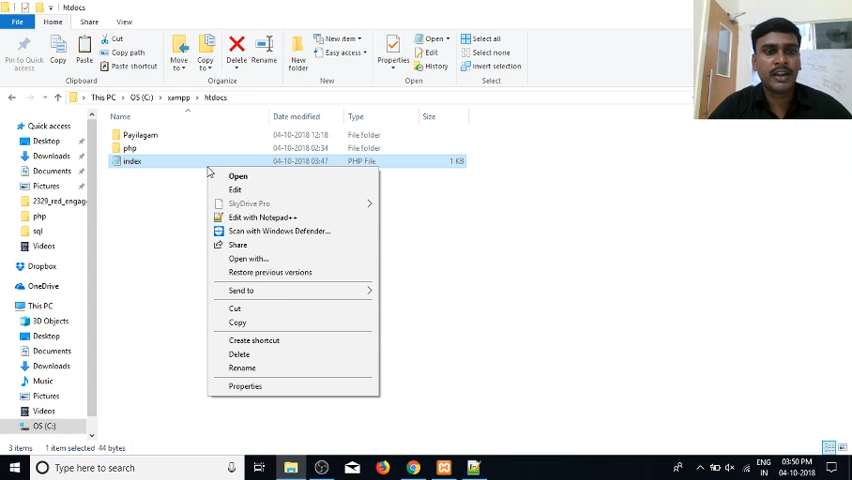 htdocs
File
Home
Share
View
Pin to Quick access
Copy
Paste
Cut
Copy path
Paste shortcut
Clipboard
Move to
Copy to
Delete
Rename
Organize
New folder
New item
Easy access
New
Properties
Open
Edit
History
Open
Select all
Select none
Invert selection
Select
This PC
OS (C:)
xampp
htdocs
Name
Date modified
Type
Size
Payilagam
04-10-2018 12:18
File folder
php
04-10-2018 02:34
File folder
index
04-10-2018 03:47
PHP File
1 KB
Quick access
Desktop
Downloads
Documents
Pictures
2329_red_engag
php
sql
Videos
Dropbox
OneDrive
This PC
3D Objects
Desktop
Documents
Downloads
Music
Pictures
Videos
OS (C:)
Open
Edit
SkyDrive Pro
Edit with Notepad++
Scan with Windows Defender...
Share
Open with...
Restore previous versions
Send to
Cut
Copy
Create shortcut
Delete
Rename
Properties
3 items
1 item selected 44 bytes
Type here to search
ENG
IN
03:50 PM
04-10-2018